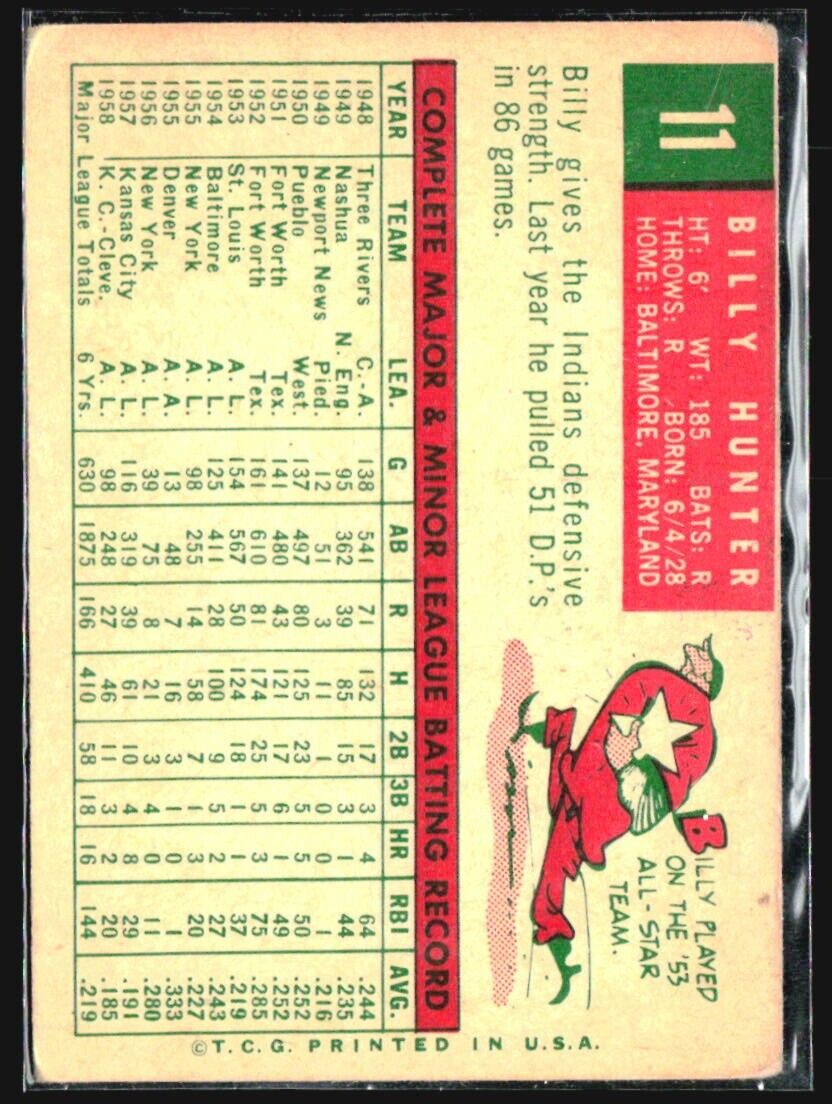 11
BILLY HUNTER
HT: 6' WT: 185 BATS: R
THROWS: R BORN: 6/4/28
HOME: BALTIMORE, MARYLAND
Billy gives the Indians defensive
strength. Last year he pulled 51 D.P.'s
in 86 games.
BILLY PLAYED
ON THE '53
ALL-STAR
TEAM.
COMPLETE MAJOR & MINOR LEAGUE BATTING RECORD
YEAR TEAM LEA. G AB R H 2B 3B HR RBI AVG.
1948 Three Rivers C.-A. 138 541 71 132 17 3 4 64 .244
1949 Nashua N. Eng. 95 362 39 85 15 3 1 44 .235
1949 Newport News Pied. 12 51 3 11 1 0 0 1 .216
1950 Pueblo West. 137 497 80 125 23 5 5 50 .252
1951 Fort Worth Tex. 141 480 43 121 17 6 1 49 .252
1952 Fort Worth Tex. 161 610 81 174 25 5 3 75 .285
1953 St. Louis A. L. 154 567 50 124 18 1 1 37 .219
1954 Baltimore A. L. 125 411 28 100 9 5 2 27 .243
1955 New York A. L. 98 255 14 58 7 1 3 20 .227
1955 Denver A. A. 13 48 7 16 3 1 0 1 .333
1956 New York A. L. 39 75 8 21 3 4 0 11 .280
1957 Kansas City A. L. 116 319 39 61 10 4 8 29 .191
1958 K. C.-Cleve. A. L. 98 248 27 46 11 3 2 20 .185
Major League Totals 6 Yrs. 630 1875 166 410 58 18 16 144 .219
© T. C. G. PRINTED IN U.S.A.